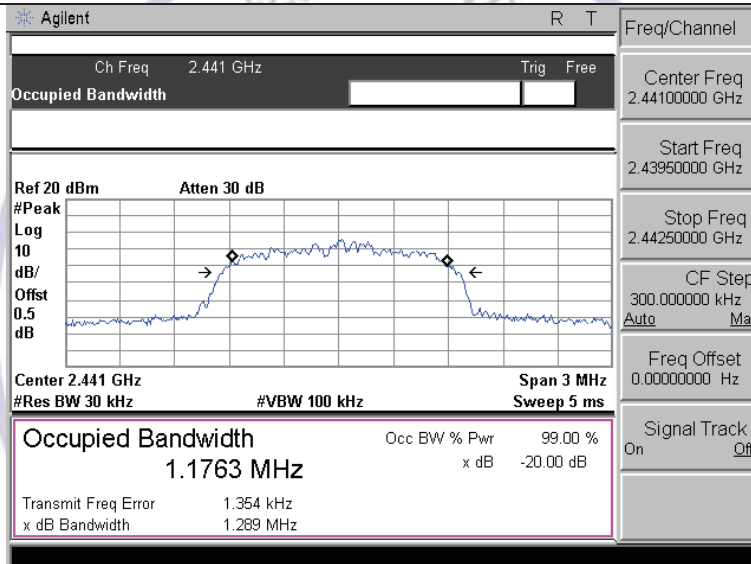 Agilent
R T
Ch Freq 2.441 GHz Trig Free
Occupied Bandwidth
Ref 20 dBm Atten 30 dB
#Peak
Log
10
dB/
Offst
0.5
dB
Center 2.441 GHz Span 3 MHz
#Res BW 30 kHz #VBW 100 kHz Sweep 5 ms
Occupied Bandwidth
1.1763 MHz
Occ BW % Pwr 99.00 %
x dB -20.00 dB
Transmit Freq Error 1.354 kHz
x dB Bandwidth 1.289 MHz
Freq/Channel
Center Freq
2.44100000 GHz
Start Freq
2.43950000 GHz
Stop Freq
2.44250000 GHz
CF Step
300.000000 kHz
Auto Ma
Freq Offset
0.00000000 Hz
Signal Track
On Off